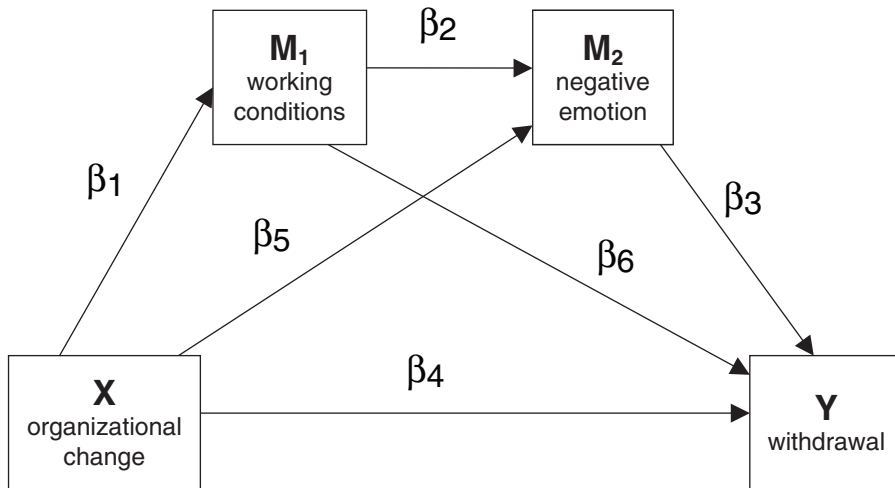 M₁
working
conditions
β₂
M₂
negative
emotion
β₁
β₅
β₆
β₃
X
organizational
change
β₄
Y
withdrawal